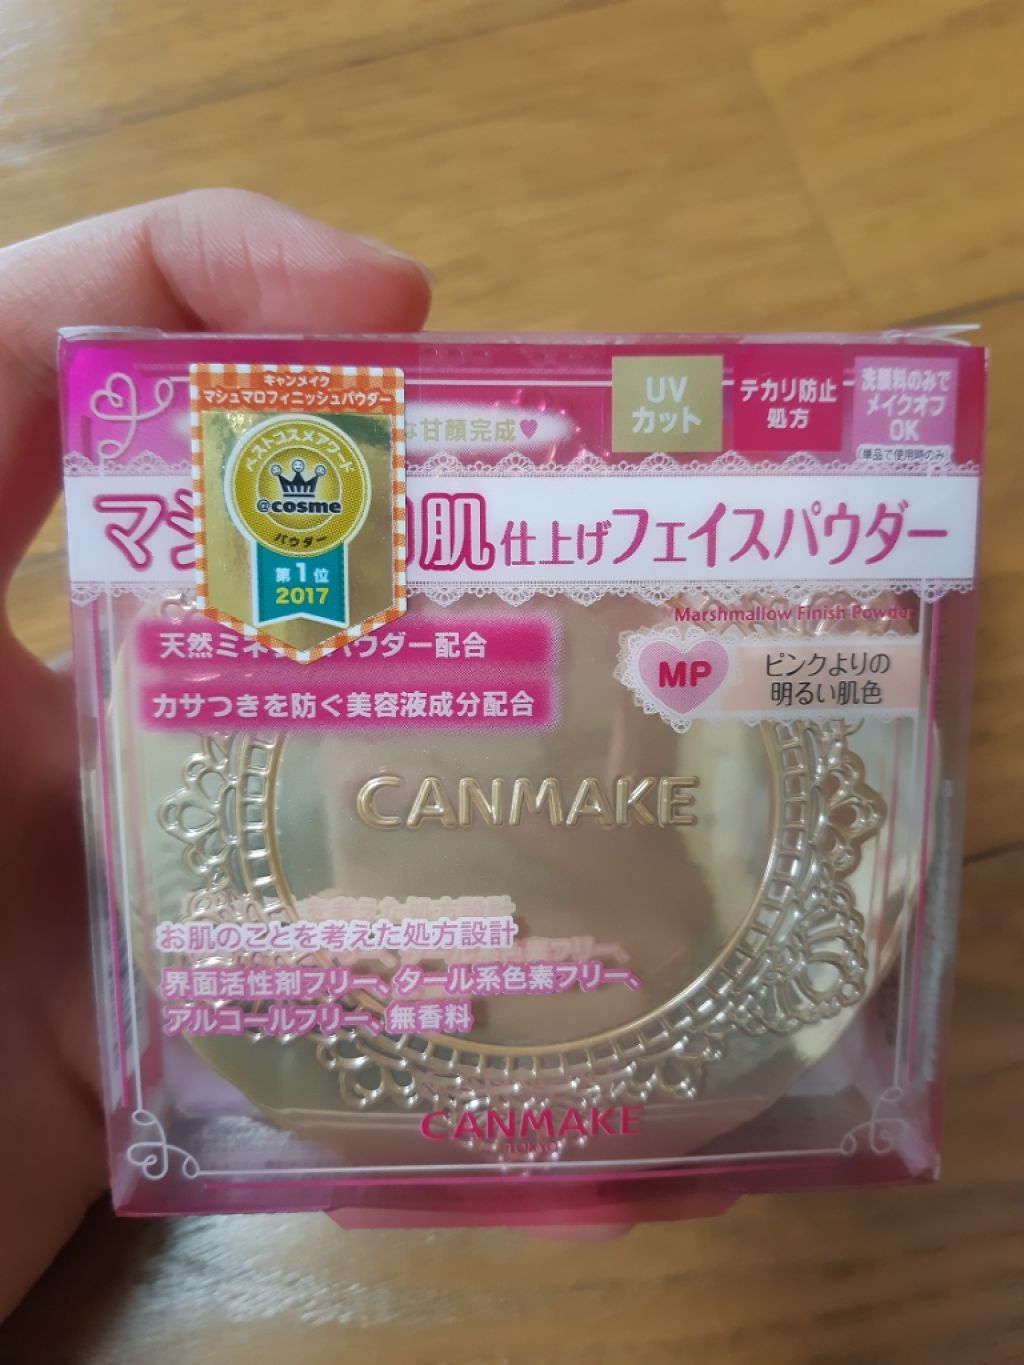 キャンメイク
マシュマロフィニッシュパウダー
ベストコスメアワード
@cosme
パウダー
第1位
2017
な甘顔完成♥
UV
カット
テカリ防止
処方
洗顔料のみで
メイクオフ
OK
(単品で使用時のみ)
マシ 肌仕上げフェイスパウダー
Marshmallow Finish Powder
天然ミネ パウダー配合
カサつきを防ぐ美容液成分配合
MP
ピンクよりの
明るい肌色
CANMAKE
お肌のことを考えた処方設計
界面活性剤フリー、タール系色素フリー、
アルコールフリー、無香料
CANMAKE
TOKYO